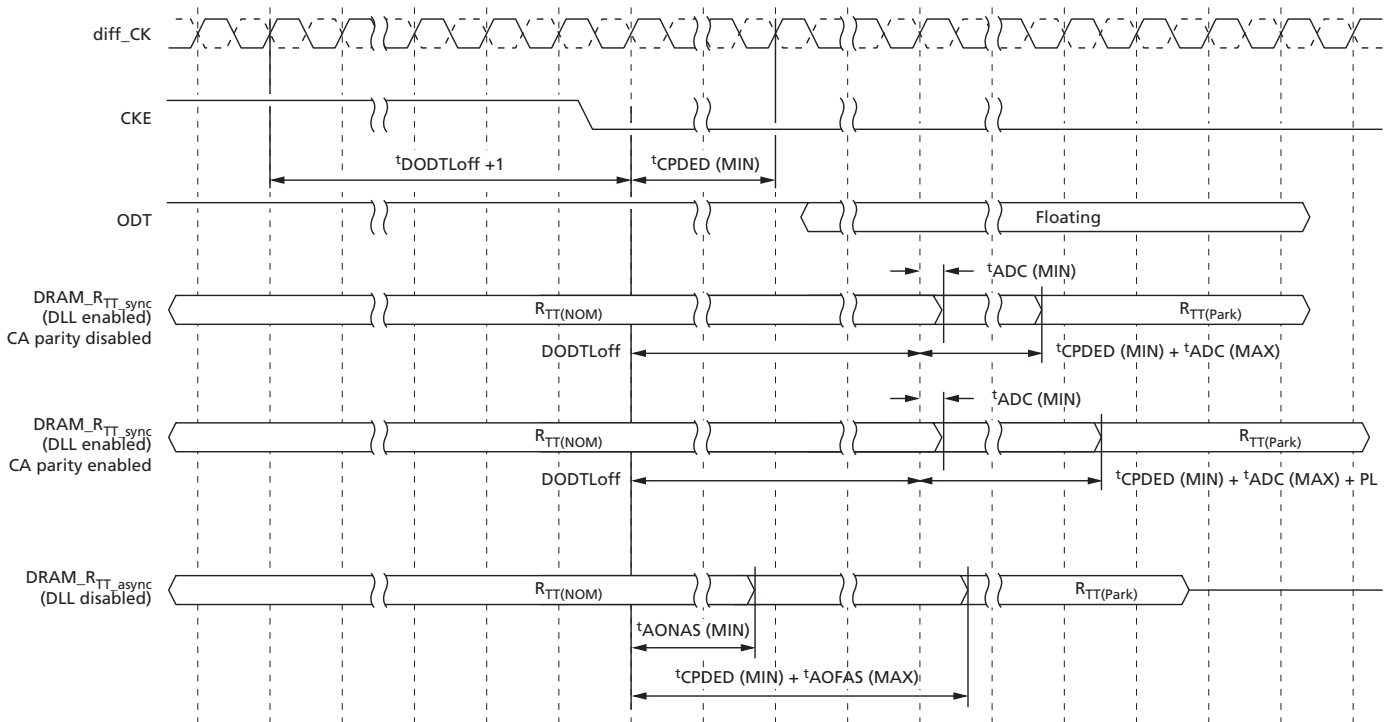 diff_CK
CKE
tDODTLoff +1
tCPDED (MIN)
ODT
Floating
tADC (MIN)
DRAM_RTT_sync
(DLL enabled)
CA parity disabled
RTT(NOM)
RTT(Park)
DODTLoff
tCPDED (MIN) + tADC (MAX)
tADC (MIN)
DRAM_RTT_sync
(DLL enabled)
CA parity enabled
RTT(NOM)
RTT(Park)
DODTLoff
tCPDED (MIN) + tADC (MAX) + PL
DRAM_RTT_async
(DLL disabled)
RTT(NOM)
RTT(Park)
tAONAS (MIN)
tCPDED (MIN) + tAOFAS (MAX)